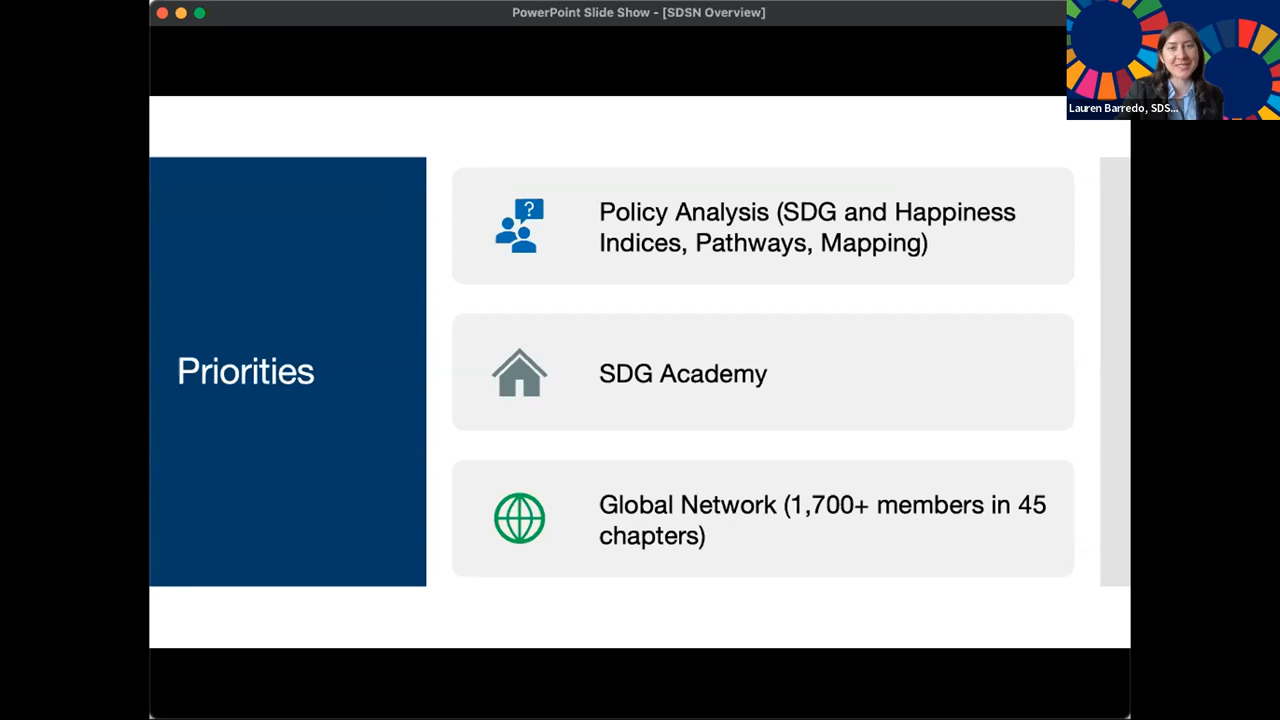 PowerPoint Slide Show - [SDSN Overview]
Lauren Barredo, SDS...
Priorities
?
Policy Analysis (SDG and Happiness
Indices, Pathways, Mapping)
SDG Academy
Global Network (1,700+ members in 45
chapters)